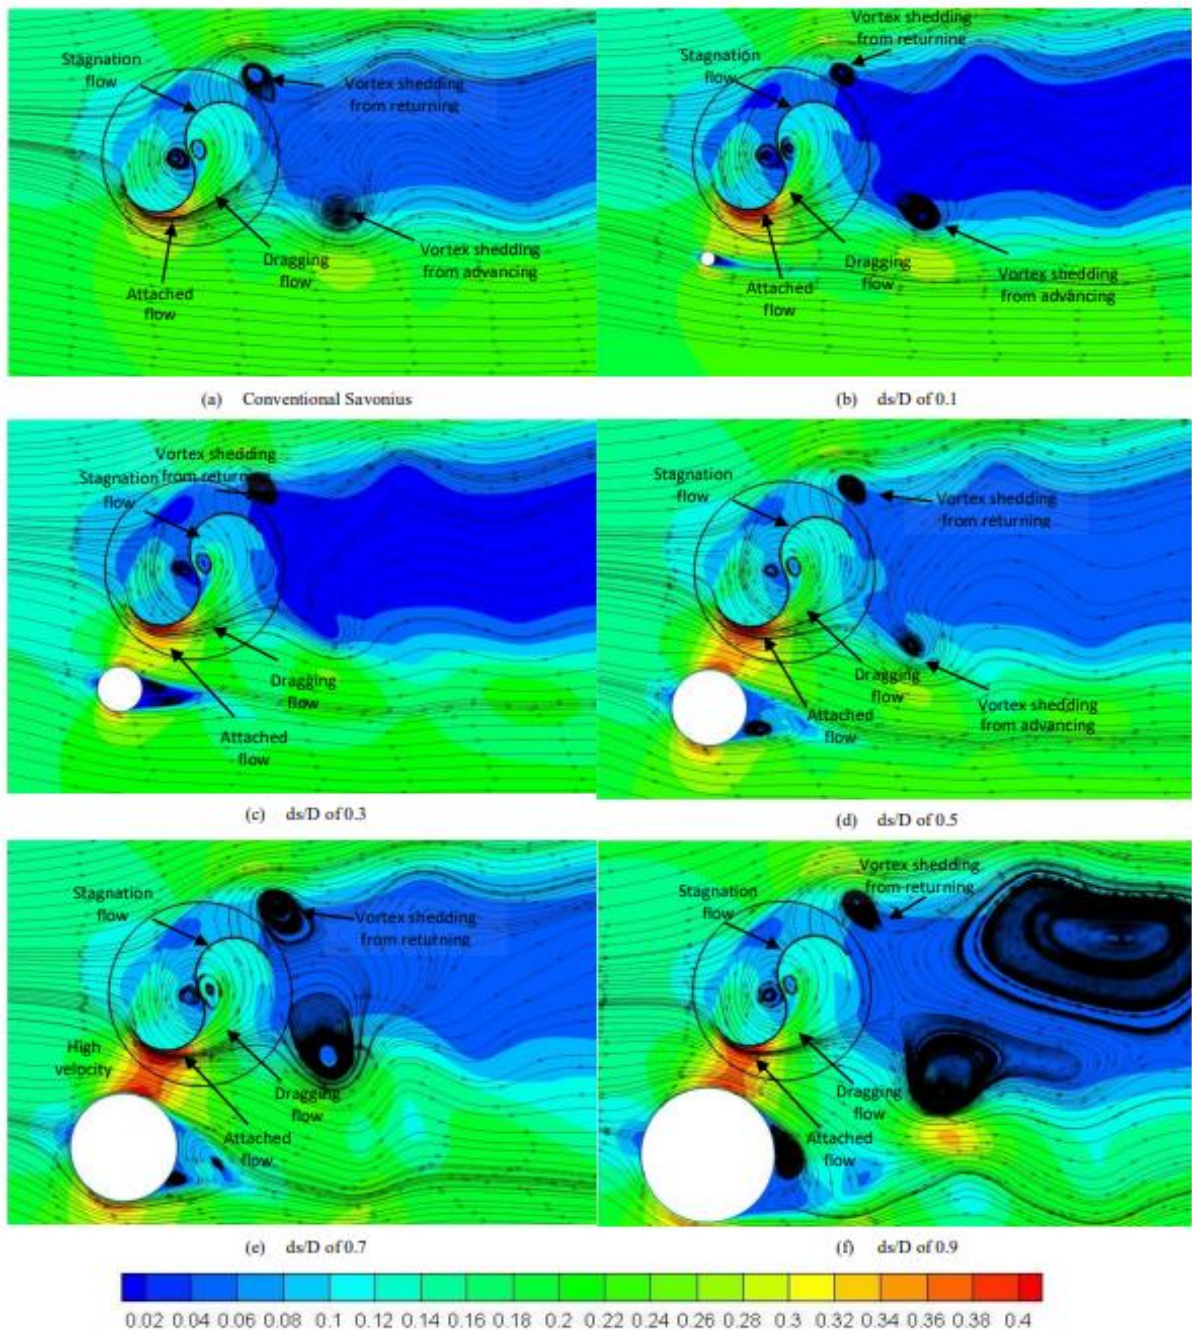 Stagnation
flow
Vortex shedding
from returning
Vortex shedding
from advancing
Dragging
flow
Attached
flow
(a) Conventional Savonius
Vortex shedding
from returning
Stagnation
flow
Dragging
flow
Vortex shedding
from advancing
Attached
flow
(b) ds/D of 0.1
Vortex shedding
from returning
Stagnation
flow
Dragging
flow
Attached
flow
(c) ds/D of 0.3
Stagnation
flow
Vortex shedding
from returning
Dragging
flow
Attached
flow
Vortex shedding
from advancing
(d) ds/D of 0.5
Stagnation
flow
Vortex shedding
from returning
High
velocity
Dragging
flow
Attached
flow
(e) ds/D of 0.7
Vortex shedding
from returning
Stagnation
flow
Dragging
flow
Attached
flow
(f) ds/D of 0.9
0.02 0.04 0.06 0.08 0.1 0.12 0.14 0.16 0.18 0.2 0.22 0.24 0.26 0.28 0.3 0.32 0.34 0.36 0.38 0.4